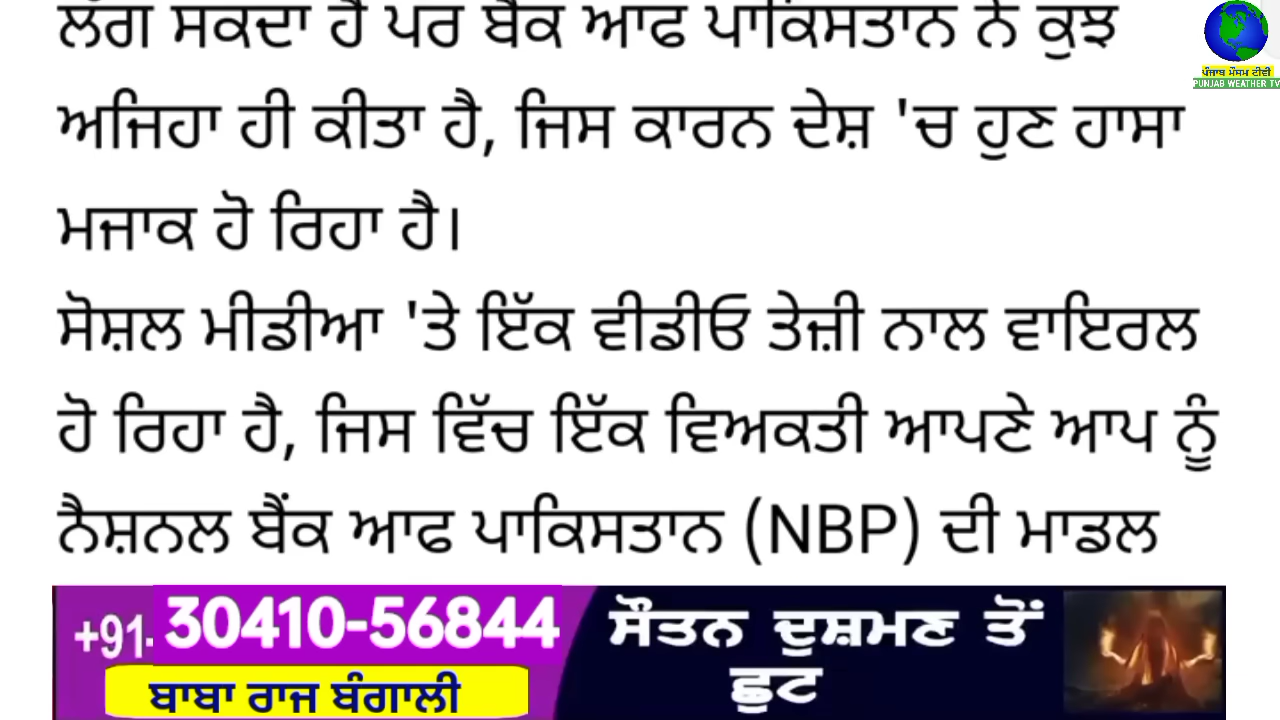 ਲੱਗ ਸਕਦਾ ਹੈ ਪਰ ਬੈਂਕ ਆਫ ਪਾਕਿਸਤਾਨ ਨੇ ਕੁਝ
ਅਜਿਹਾ ਹੀ ਕੀਤਾ ਹੈ, ਜਿਸ ਕਾਰਨ ਦੇਸ਼ 'ਚ ਹੁਣ ਹਾਸਾ
ਮਜਾਕ ਹੋ ਰਿਹਾ ਹੈ।
ਸੋਸ਼ਲ ਮੀਡੀਆ 'ਤੇ ਇੱਕ ਵੀਡੀਓ ਤੇਜ਼ੀ ਨਾਲ ਵਾਇਰਲ
ਹੋ ਰਿਹਾ ਹੈ, ਜਿਸ ਵਿੱਚ ਇੱਕ ਵਿਅਕਤੀ ਆਪਣੇ ਆਪ ਨੂੰ
ਨੈਸ਼ਨਲ ਬੈਂਕ ਆਫ ਪਾਕਿਸਤਾਨ (NBP) ਦੀ ਮਾਡਲ
ਪੰਜਾਬ ਮੌਸਮ ਟੀਵੀ
PUNJAB WEATHER TV
+91- 30410-56844
ਬਾਬਾ ਰਾਜ ਬੰਗਾਲੀ
ਸੌਤਨ ਦੁਸ਼ਮਣ ਤੋਂ
ਛੂਟ